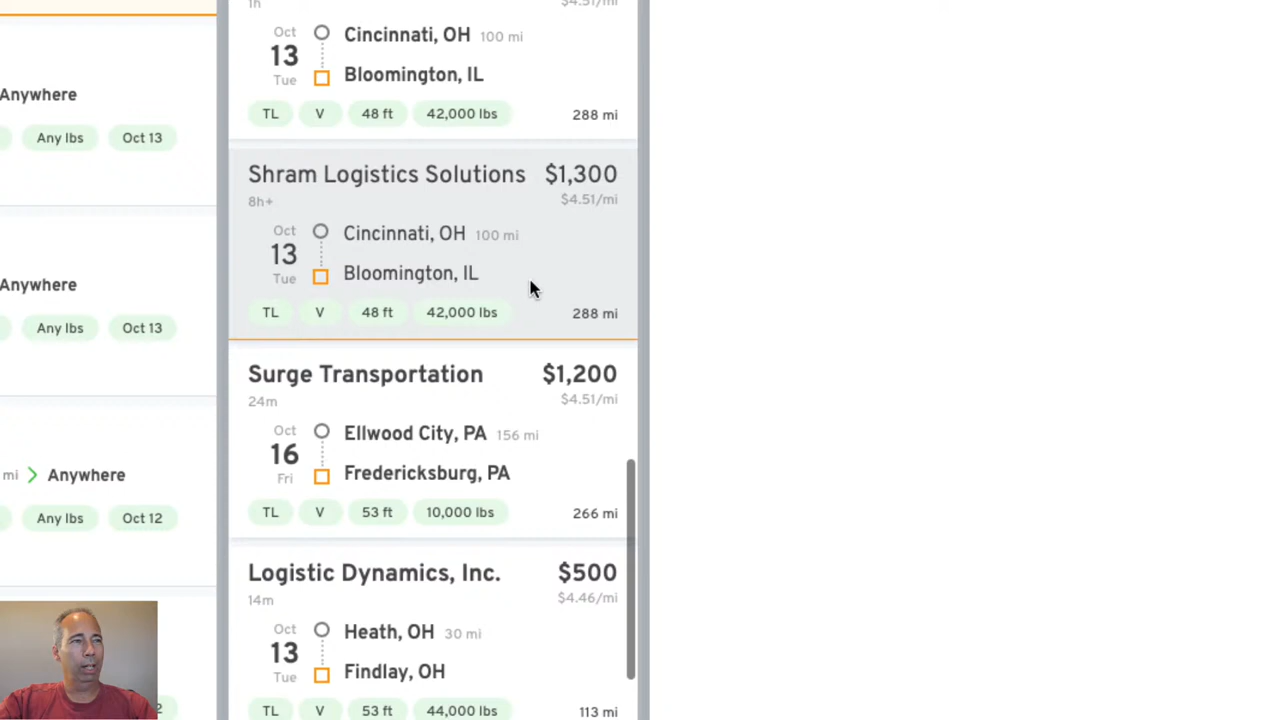 Anywhere
Any lbs
Oct 13
Anywhere
Any lbs
Oct 13
mi
Anywhere
Any lbs
Oct 12
1h
$4.51/mi
Oct
13
Tue
Cincinnati, OH 100 mi
Bloomington, IL
TL V 48 ft 42,000 lbs 288 mi
Shram Logistics Solutions $1,300
8h+ $4.51/mi
Oct
13
Tue
Cincinnati, OH 100 mi
Bloomington, IL
TL V 48 ft 42,000 lbs 288 mi
Surge Transportation $1,200
24m $4.51/mi
Oct
16
Fri
Ellwood City, PA 156 mi
Fredericksburg, PA
TL V 53 ft 10,000 lbs 266 mi
Logistic Dynamics, Inc. $500
14m $4.46/mi
Oct
13
Tue
Heath, OH 30 mi
Findlay, OH
TL V 53 ft 44,000 lbs 113 mi